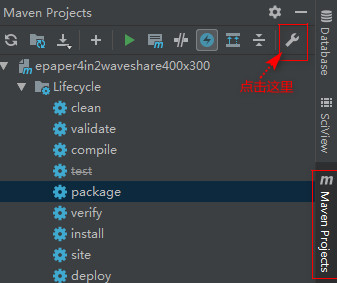 Maven Projects
epaper4in2waveshare400x300
点击这里
Lifecycle
clean
validate
compile
test
package
verify
install
site
deploy
Database
SciView
m Maven Projects